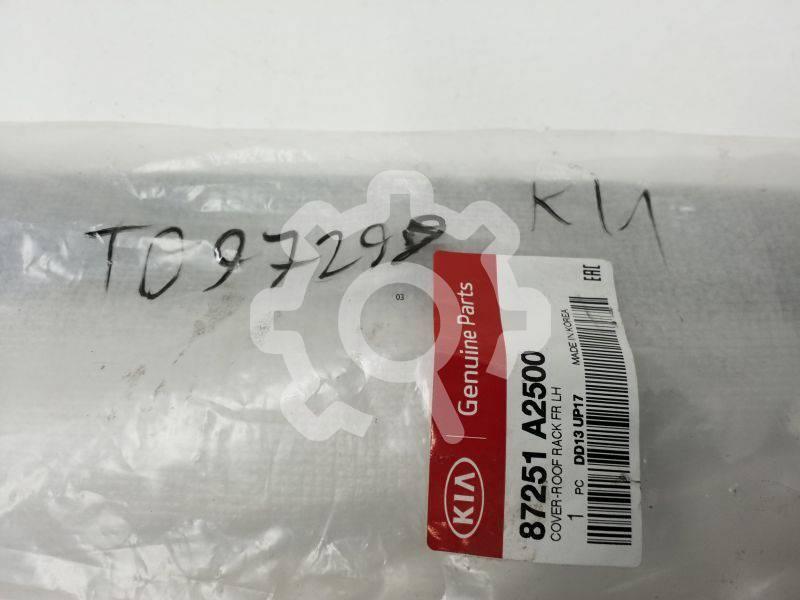 КИ
03
KIA
Genuine Parts
87251 A2500
COVER-ROOF RACK FR LH
1 PC DD13 UP17 MADE IN KOREA
EAC